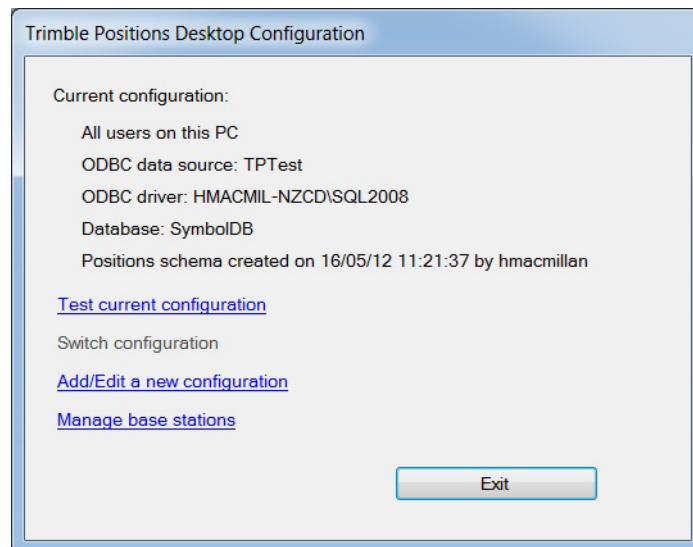 Trimble Positions Desktop Configuration
Current configuration:
All users on this PC
ODBC data source: TPTest
ODBC driver: HMACMIL-NZCD\SQL2008
Database: SymbolDB
Positions schema created on 16/05/12 11:21:37 by hmacmillan
Test current configuration
Switch configuration
Add/Edit a new configuration
Manage base stations
Exit